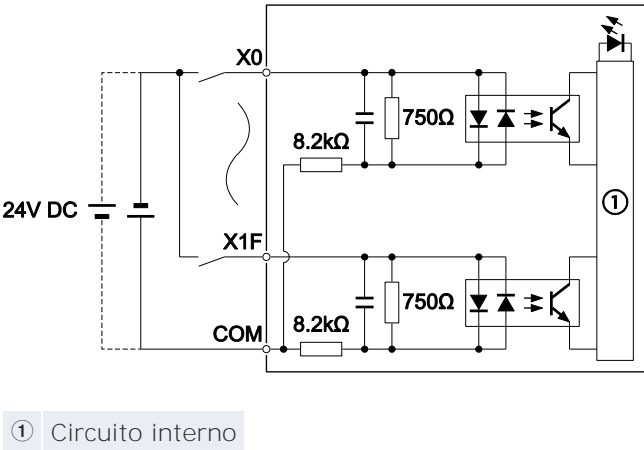 X0
750Ω
8.2kΩ
24V DC
①
X1F
750Ω
8.2kΩ
COM
① Circuito interno